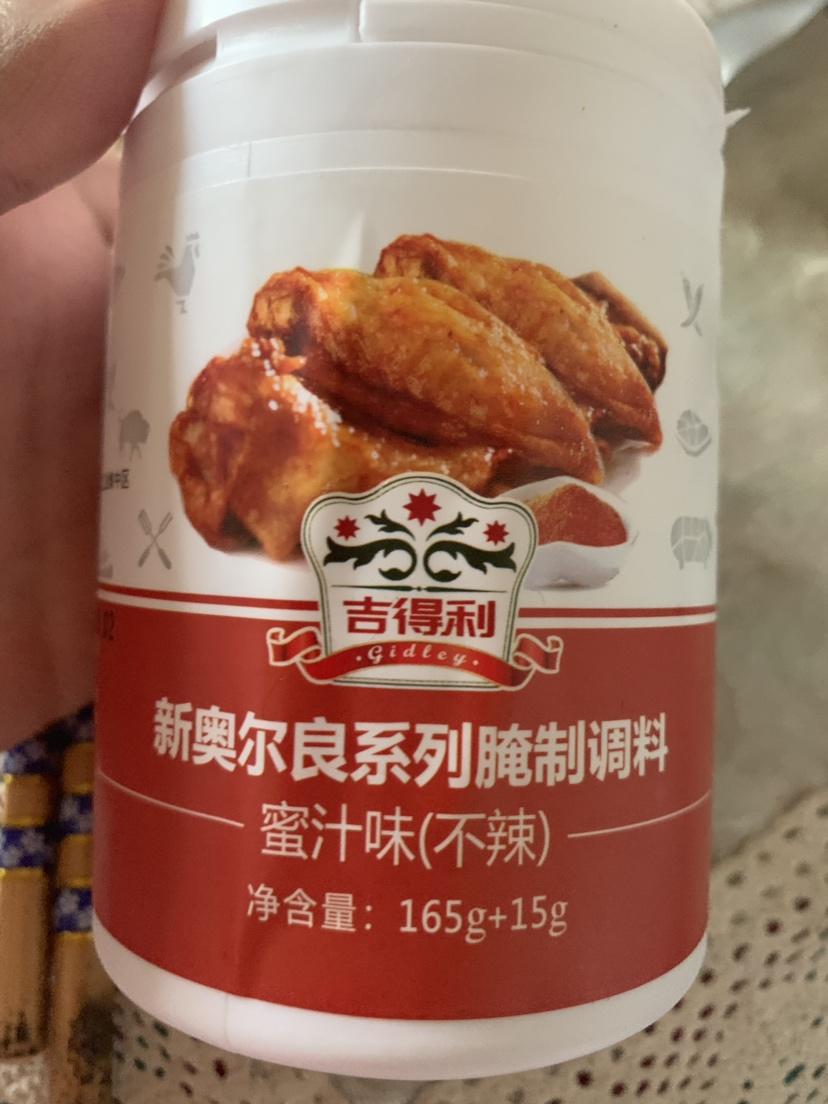 吉得利
·Gidley·
新奥尔良系列腌制调料
蜜汁味(不辣)
净含量：165g+15g